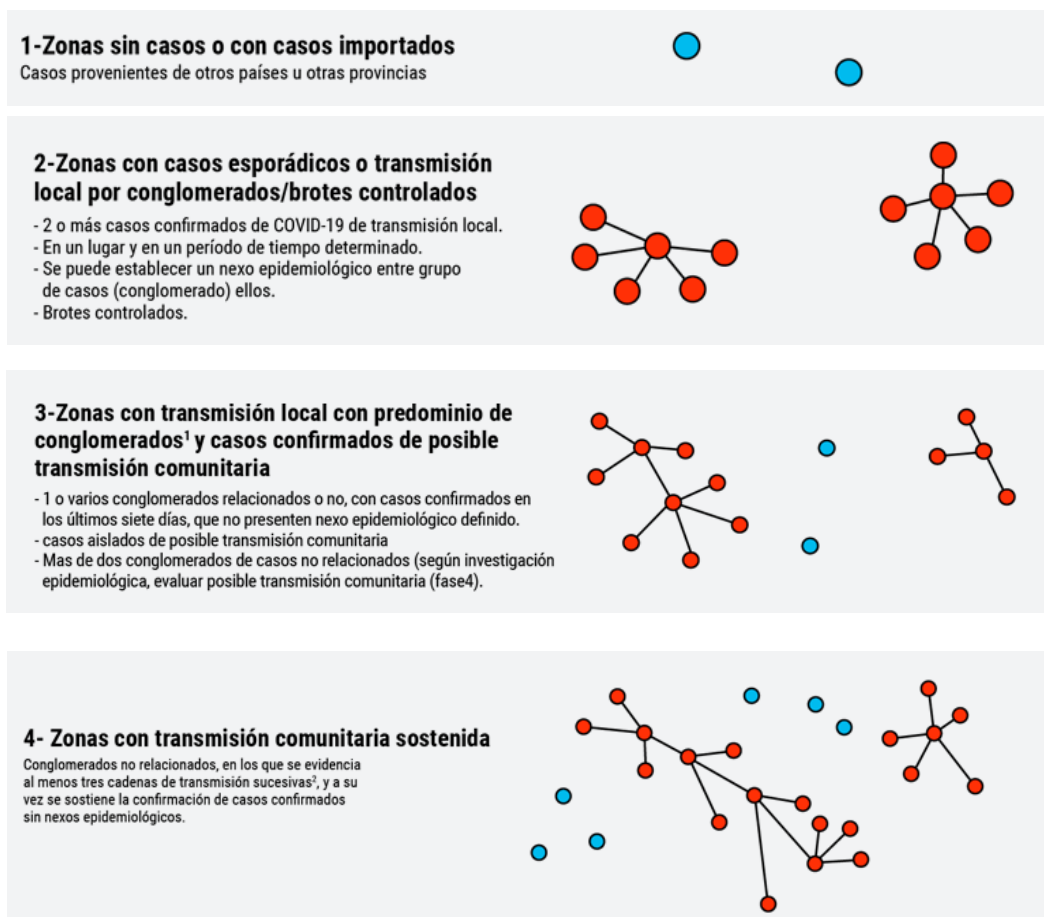 1-Zonas sin casos o con casos importados
Casos provenientes de otros países u otras provincias
2-Zonas con casos esporádicos o transmisión
local por conglomerados/brotes controlados
- 2 o más casos confirmados de COVID-19 de transmisión local.
- En un lugar y en un período de tiempo determinado.
- Se puede establecer un nexo epidemiológico entre grupo
de casos (conglomerado) ellos.
- Brotes controlados.
3-Zonas con transmisión local con predominio de
conglomerados¹ y casos confirmados de posible
transmisión comunitaria
- 1 o varios conglomerados relacionados o no, con casos confirmados en
los últimos siete días, que no presenten nexo epidemiológico definido.
- casos aislados de posible transmisión comunitaria
- Mas de dos conglomerados de casos no relacionados (según investigación
epidemiológica, evaluar posible transmisión comunitaria (fase4).
4- Zonas con transmisión comunitaria sostenida
Conglomerados no relacionados, en los que se evidencia
al menos tres cadenas de transmisión sucesivas², y a su
vez se sostiene la confirmación de casos confirmados
sin nexos epidemiológicos.